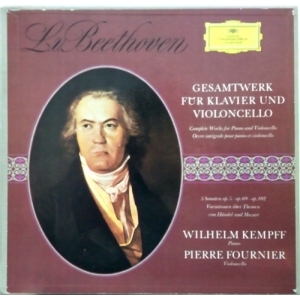 L.v. Beethoven
GESAMTWERK
FÜR KLAVIER UND
VIOLONCELLO
Complete Works for Piano and Violoncello
Œuvre intégrale pour piano et violoncelle
5 Sonaten op. 5 · op. 69 · op. 102
Variationen über Themen
von Händel und Mozart
WILHELM KEMPFF
Piano
PIERRE FOURNIER
Violoncello